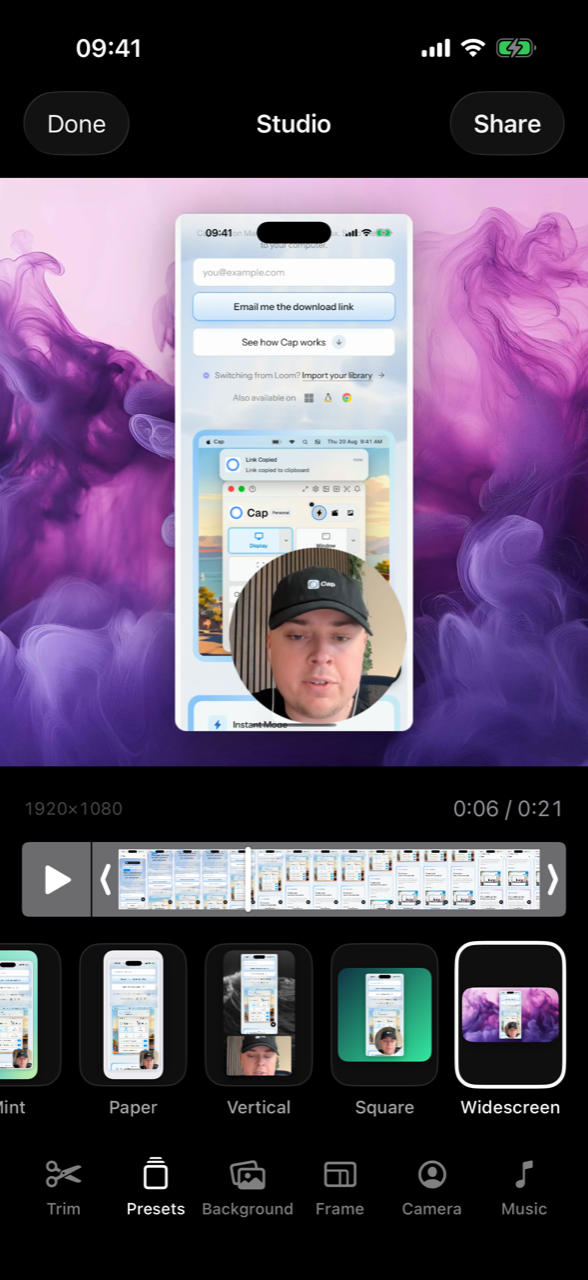 09:41
Done
Studio
Share
09:41
to your computer.
you@example.com
Email me the download link
See how Cap works
Switching from Loom? Import your library
Also available on
Cap
Thu 20 Aug 9:41 AM
Link Copied
now
Link copied to clipboard
Cap Personal
Display
Window
Cap
Instant Mode
1920×1080
0:06 / 0:21
Mint
Paper
Vertical
Square
Widescreen
Trim
Presets
Background
Frame
Camera
Music